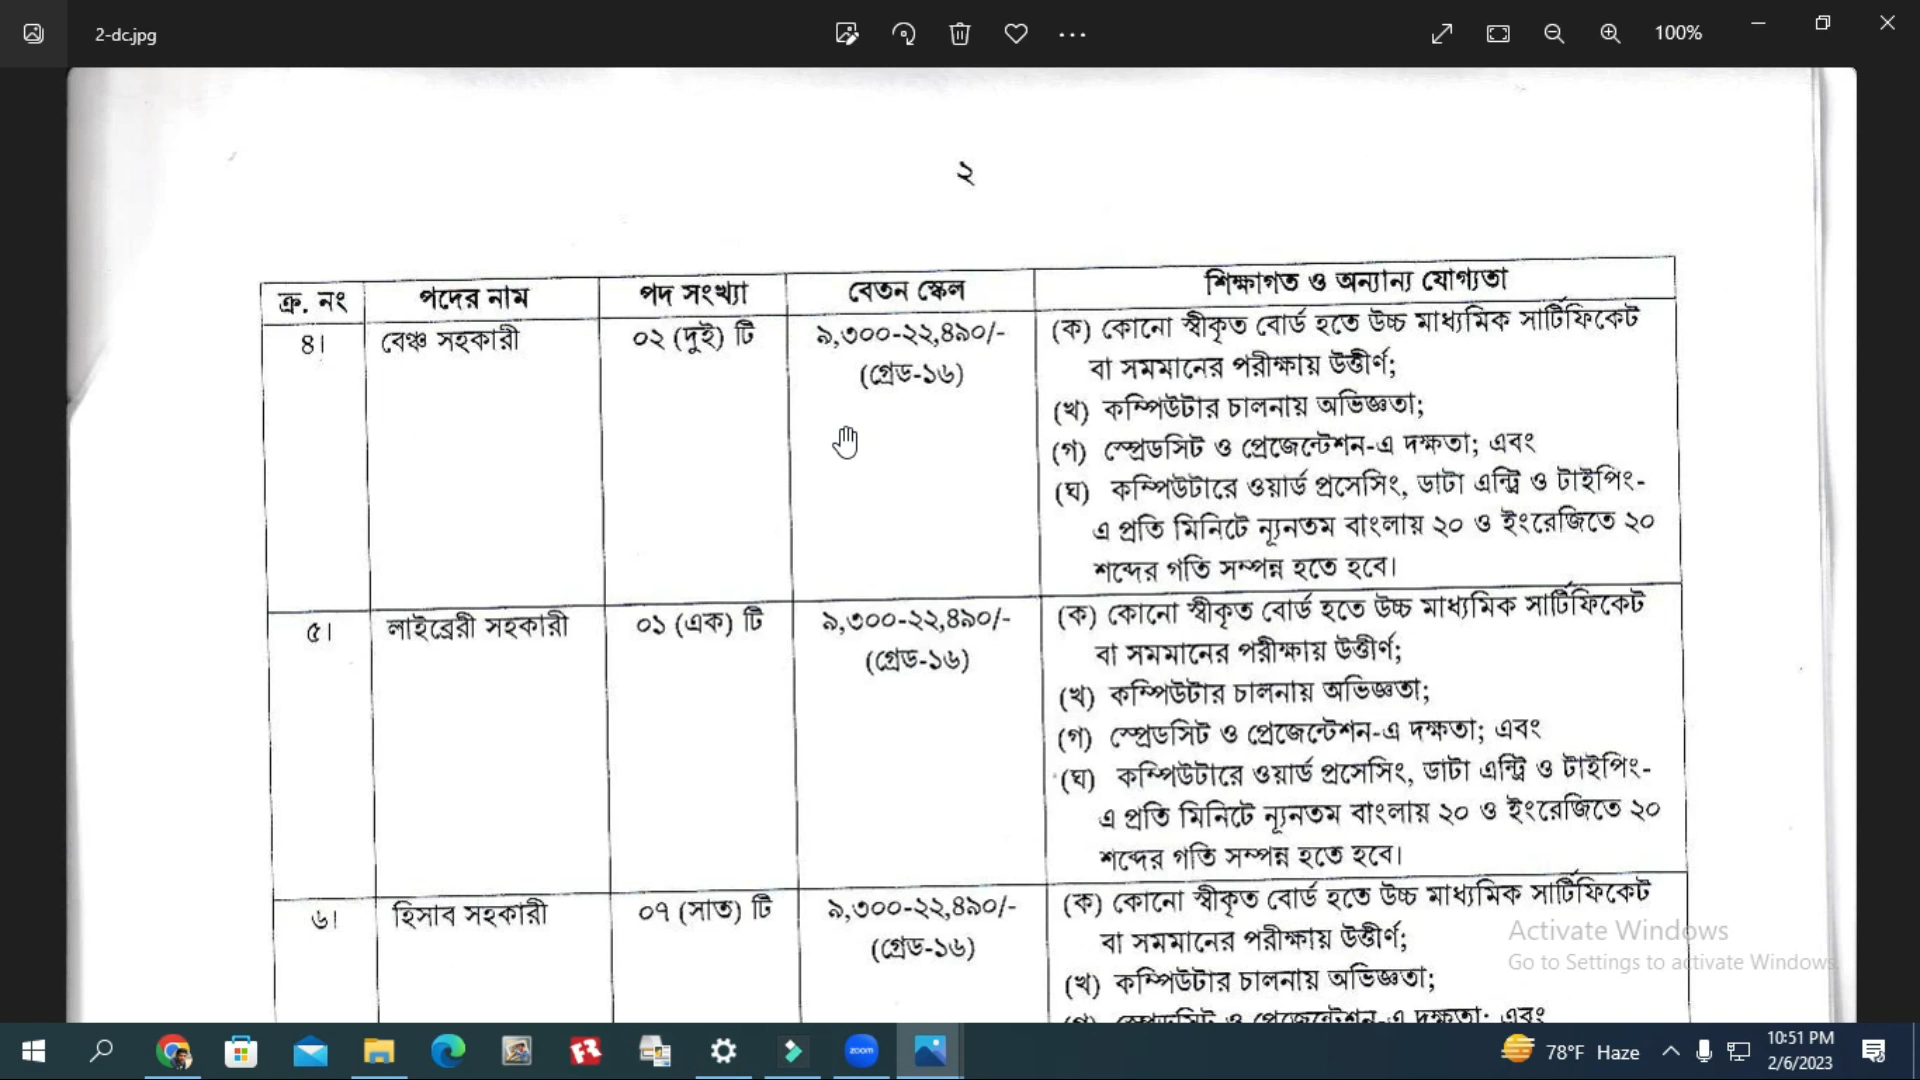 2-dc.jpg
100%
২
ক্র. নং পদের নাম পদ সংখ্যা বেতন স্কেল শিক্ষাগত ও অন্যান্য যোগ্যতা
৪। বেঞ্চ সহকারী ০২ (দুই) টি ৯,৩০০-২২,৪৯০/- (ক) কোনো স্বীকৃত বোর্ড হতে উচ্চ মাধ্যমিক সার্টিফিকেট
(গ্রেড-১৬) বা সমমানের পরীক্ষায় উত্তীর্ণ;
(খ) কম্পিউটার চালনায় অভিজ্ঞতা;
(গ) স্প্রেডসিট ও প্রেজেন্টেশন-এ দক্ষতা; এবং
(ঘ) কম্পিউটারে ওয়ার্ড প্রসেসিং, ডাটা এন্ট্রি ও টাইপিং-
এ প্রতি মিনিটে ন্যূনতম বাংলায় ২০ ও ইংরেজিতে ২০
শব্দের গতি সম্পন্ন হতে হবে।
৫। লাইব্রেরী সহকারী ০১ (এক) টি ৯,৩০০-২২,৪৯০/- (ক) কোনো স্বীকৃত বোর্ড হতে উচ্চ মাধ্যমিক সার্টিফিকেট
(গ্রেড-১৬) বা সমমানের পরীক্ষায় উত্তীর্ণ;
(খ) কম্পিউটার চালনায় অভিজ্ঞতা;
(গ) স্প্রেডসিট ও প্রেজেন্টেশন-এ দক্ষতা; এবং
(ঘ) কম্পিউটারে ওয়ার্ড প্রসেসিং, ডাটা এন্ট্রি ও টাইপিং-
এ প্রতি মিনিটে ন্যূনতম বাংলায় ২০ ও ইংরেজিতে ২০
শব্দের গতি সম্পন্ন হতে হবে।
৬। হিসাব সহকারী ০৭ (সাত) টি ৯,৩০০-২২,৪৯০/- (ক) কোনো স্বীকৃত বোর্ড হতে উচ্চ মাধ্যমিক সার্টিফিকেট
(গ্রেড-১৬) বা সমমানের পরীক্ষায় উত্তীর্ণ;
(খ) কম্পিউটার চালনায় অভিজ্ঞতা;
(গ) স্প্রেডসিট ও প্রেজেন্টেশন-এ দক্ষতা; এবং
Activate Windows
Go to Settings to activate Windows.
zoom
78°F Haze
10:51 PM
2/6/2023